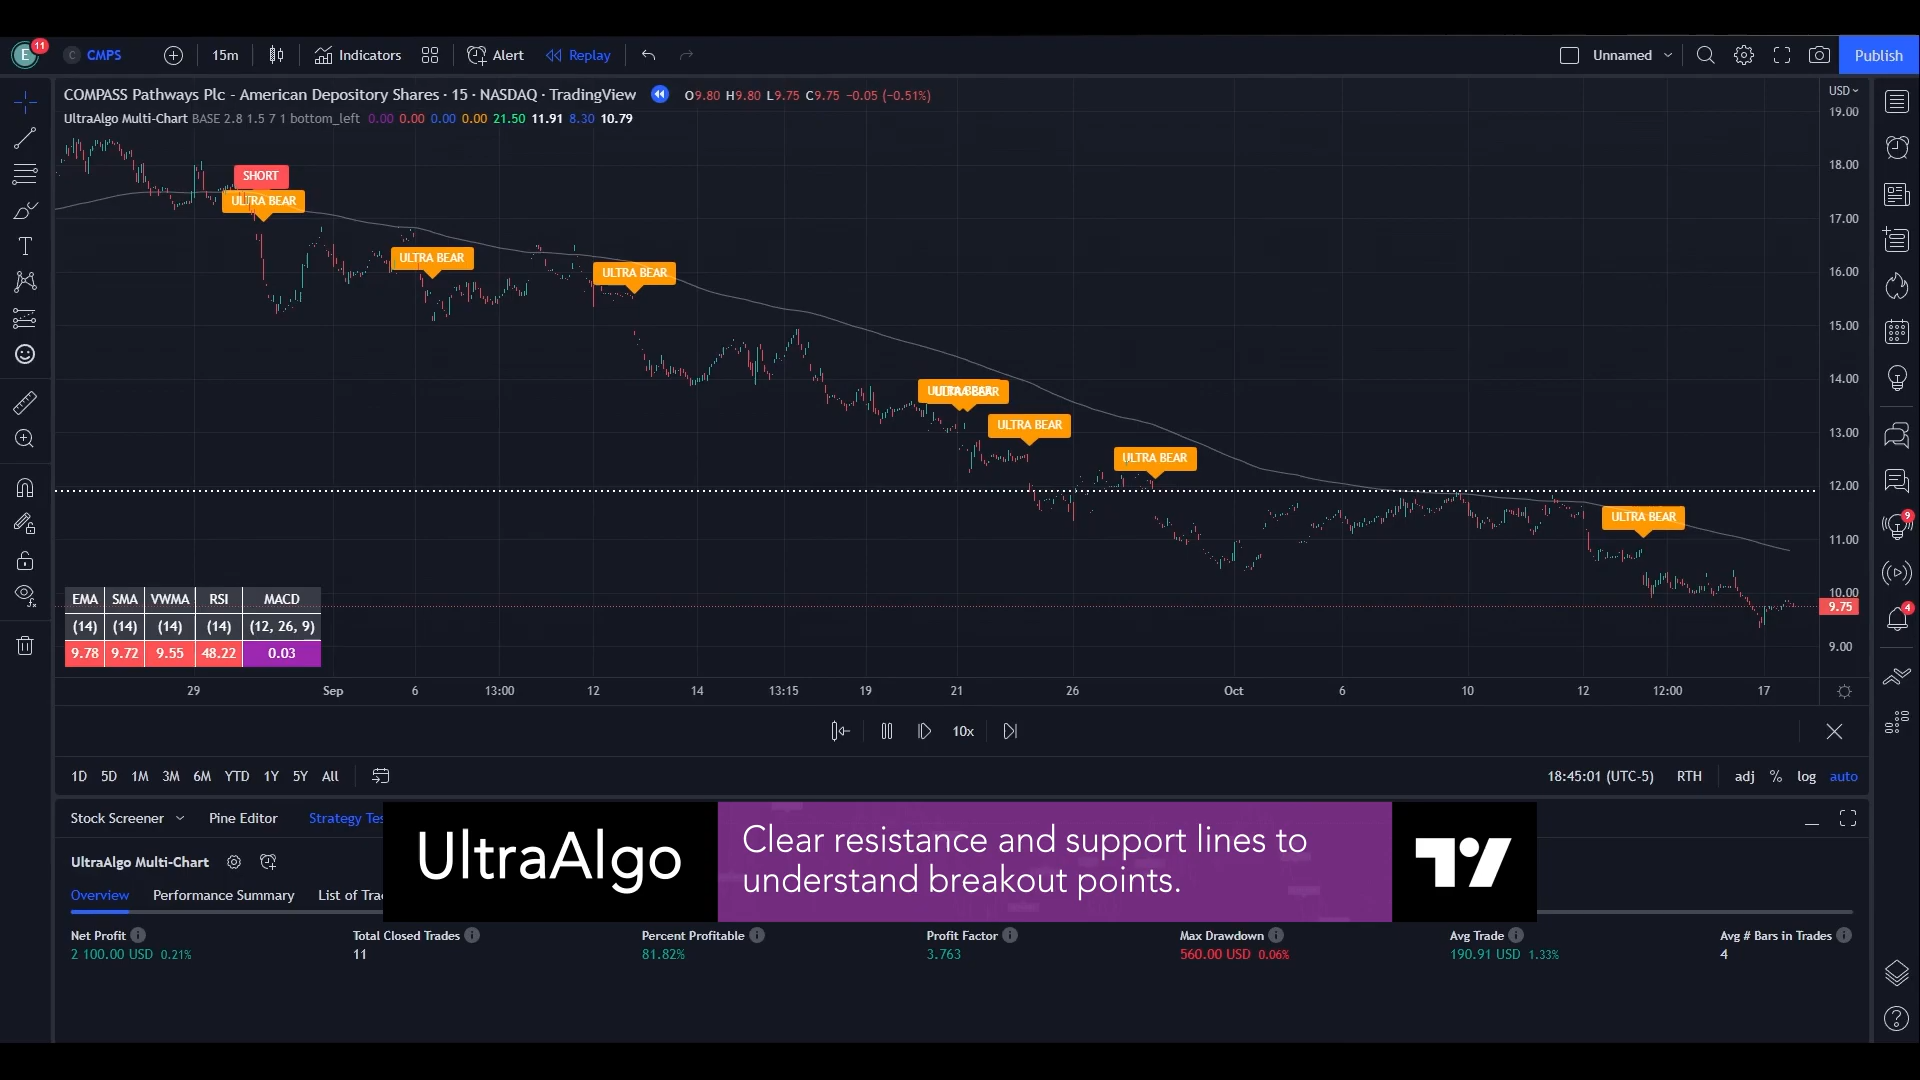 E 11 C CMPS 15m Indicators Alert Replay Unnamed Publish
COMPASS Pathways Plc - American Depository Shares · 15 · NASDAQ · TradingView O9.80 H9.80 L9.75 C9.75 −0.05 (−0.51%)
UltraAlgo Multi-Chart BASE 2.8 1.5 7 1 bottom_left 0.00 0.00 0.00 0.00 21.50 11.91 8.30 10.79
USD
19.00
18.00
17.00
16.00
15.00
14.00
13.00
12.00
11.00
10.00
9.75
9.00
SHORT
ULTRA BEAR
ULTRA BEAR
ULTRA BEAR
ULTRA BEAR
ULTRA BEAR
ULTRA BEAR
ULTRA BEAR
EMA SMA VWMA RSI MACD
(14) (14) (14) (14) (12, 26, 9)
9.78 9.72 9.55 48.22 0.03
29 Sep 6 13:00 12 14 13:15 19 21 26 Oct 6 10 12 12:00 17
10x
1D 5D 1M 3M 6M YTD 1Y 5Y All 18:45:01 (UTC-5) RTH adj % log auto
Stock Screener Pine Editor Strategy Tes
UltraAlgo Multi-Chart
Overview Performance Summary List of Trad
UltraAlgo
Clear resistance and support lines to
understand breakout points.
Net Profit Total Closed Trades Percent Profitable Profit Factor Max Drawdown Avg Trade Avg # Bars in Trades
2 100.00 USD 0.21% 11 81.82% 3.763 560.00 USD 0.06% 190.91 USD 1.33% 4
9
4